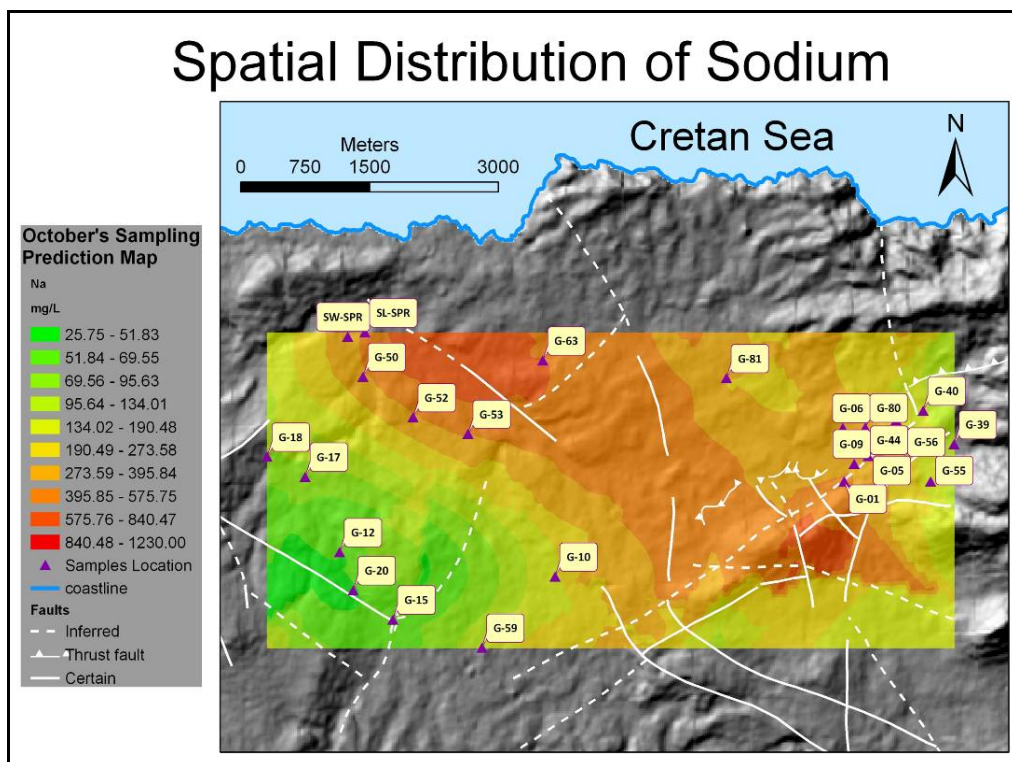 Spatial Distribution of Sodium
Meters
0 750 1500 3000
Cretan Sea
N
October's Sampling
Prediction Map
Na
mg/L
25.75 - 51.83
51.84 - 69.55
69.56 - 95.63
95.64 - 134.01
134.02 - 190.48
190.49 - 273.58
273.59 - 395.84
395.85 - 575.75
575.76 - 840.47
840.48 - 1230.00
Samples Location
coastline
Faults
Inferred
Thrust fault
Certain
SW-SPR
SL-SPR
G-63
G-81
G-50
G-52
G-53
G-40
G-06
G-80
G-39
G-18
G-17
G-09
G-44
G-56
G-05
G-55
G-01
G-12
G-20
G-10
G-15
G-59